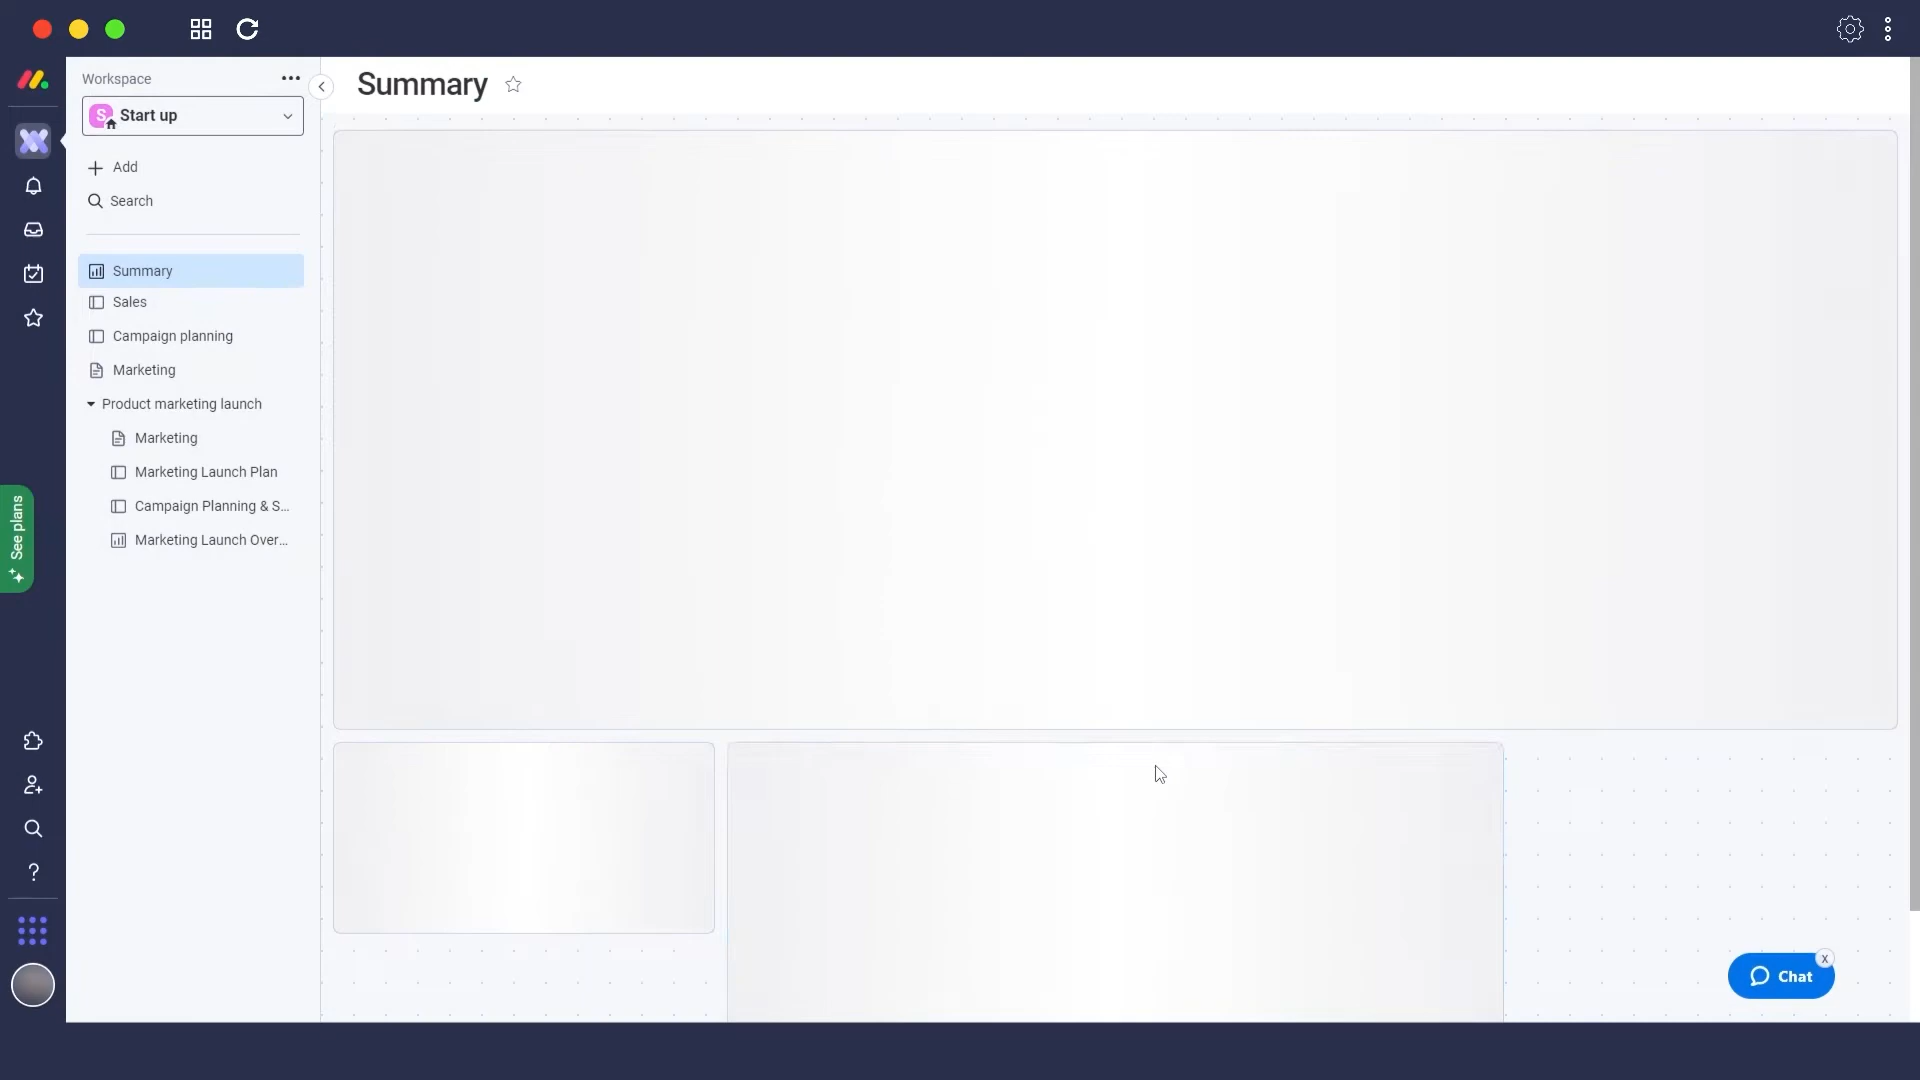 Workspace
Summary
S
Start up
Add
Search
Summary
Sales
Campaign planning
Marketing
Product marketing launch
Marketing
Marketing Launch Plan
Campaign Planning & S...
Marketing Launch Over...
See plans
x
Chat